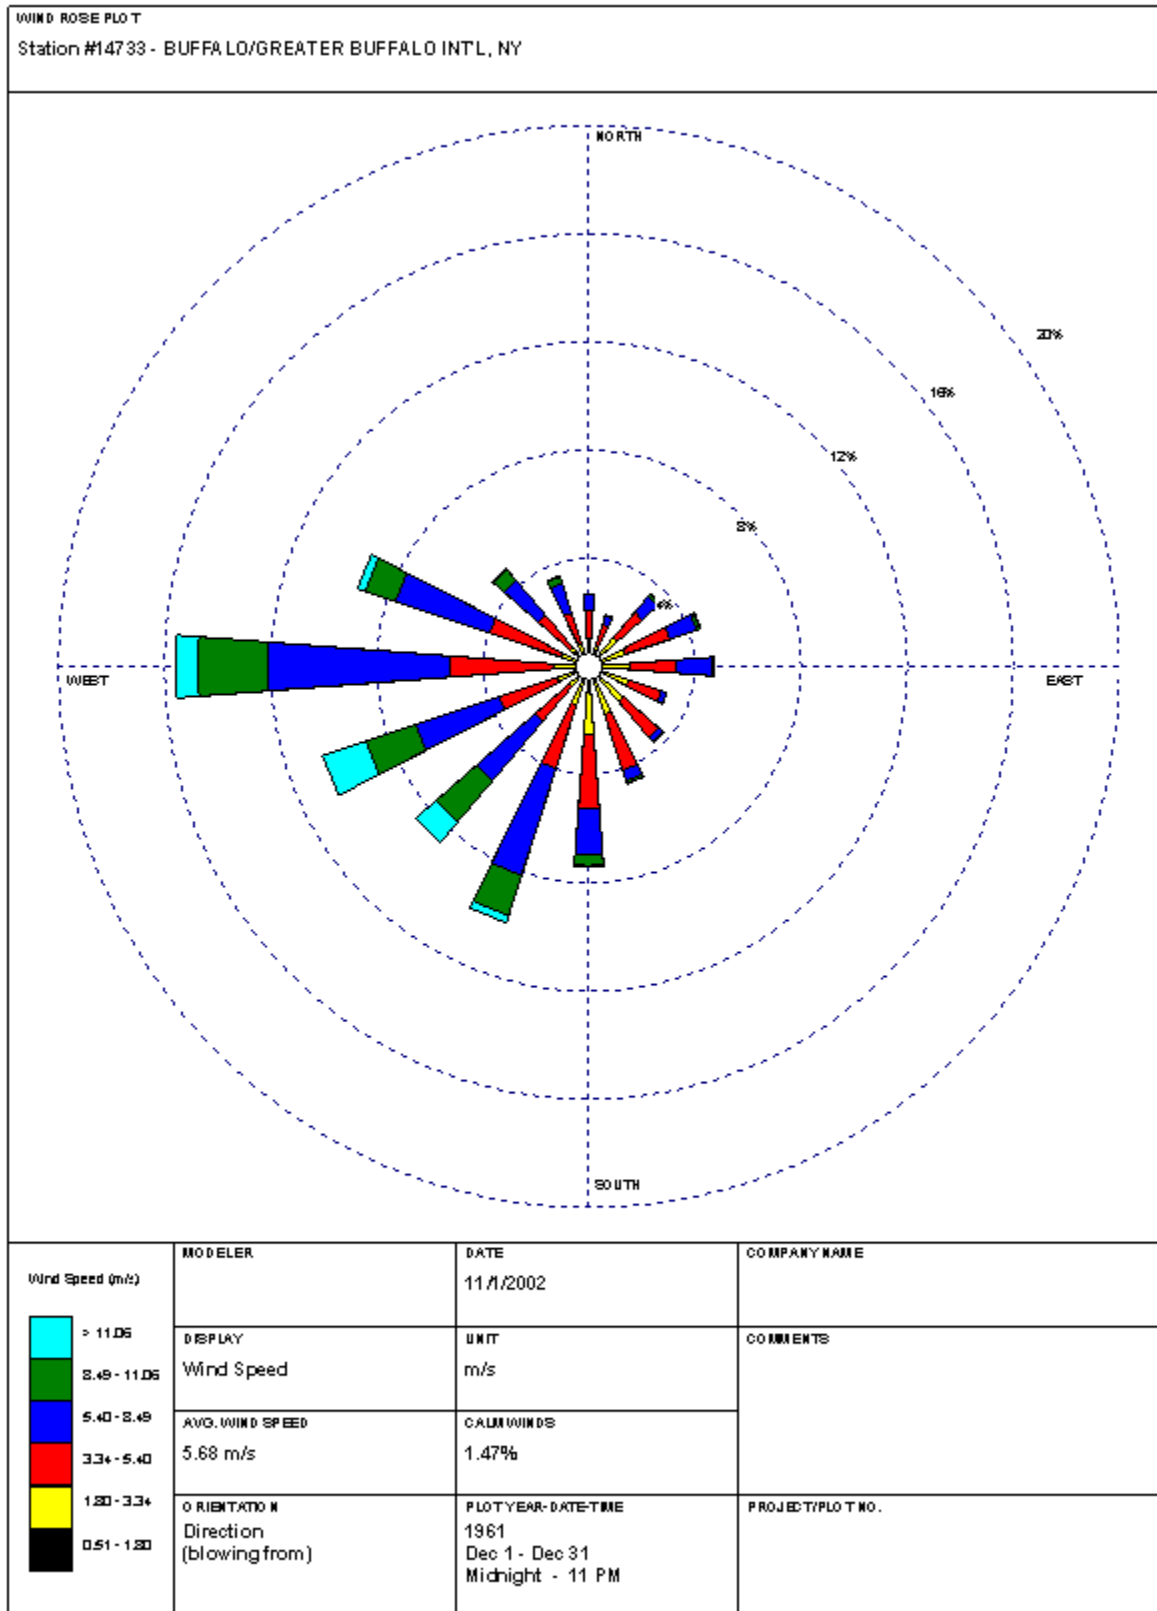 WIND ROSE PLOT
Station #14733 - BUFFALO/GREATER BUFFALO INT'L, NY
NORTH
20%
16%
12%
8%
4%
WEST
EAST
SOUTH
Wind Speed (m/s)
> 11.06
8.49 - 11.06
5.40 - 8.49
3.34 - 5.40
1.80 - 3.34
0.51 - 1.80
MODELER
DATE
11/1/2002
COMPANY NAME
DISPLAY
Wind Speed
UNIT
m/s
COMMENTS
AVG. WIND SPEED
5.68 m/s
CALM WINDS
1.47%
ORIENTATION
Direction
(blowing from)
PLOT YEAR-DATE-TIME
1961
Dec 1 - Dec 31
Midnight - 11 PM
PROJECT/PLOT NO.